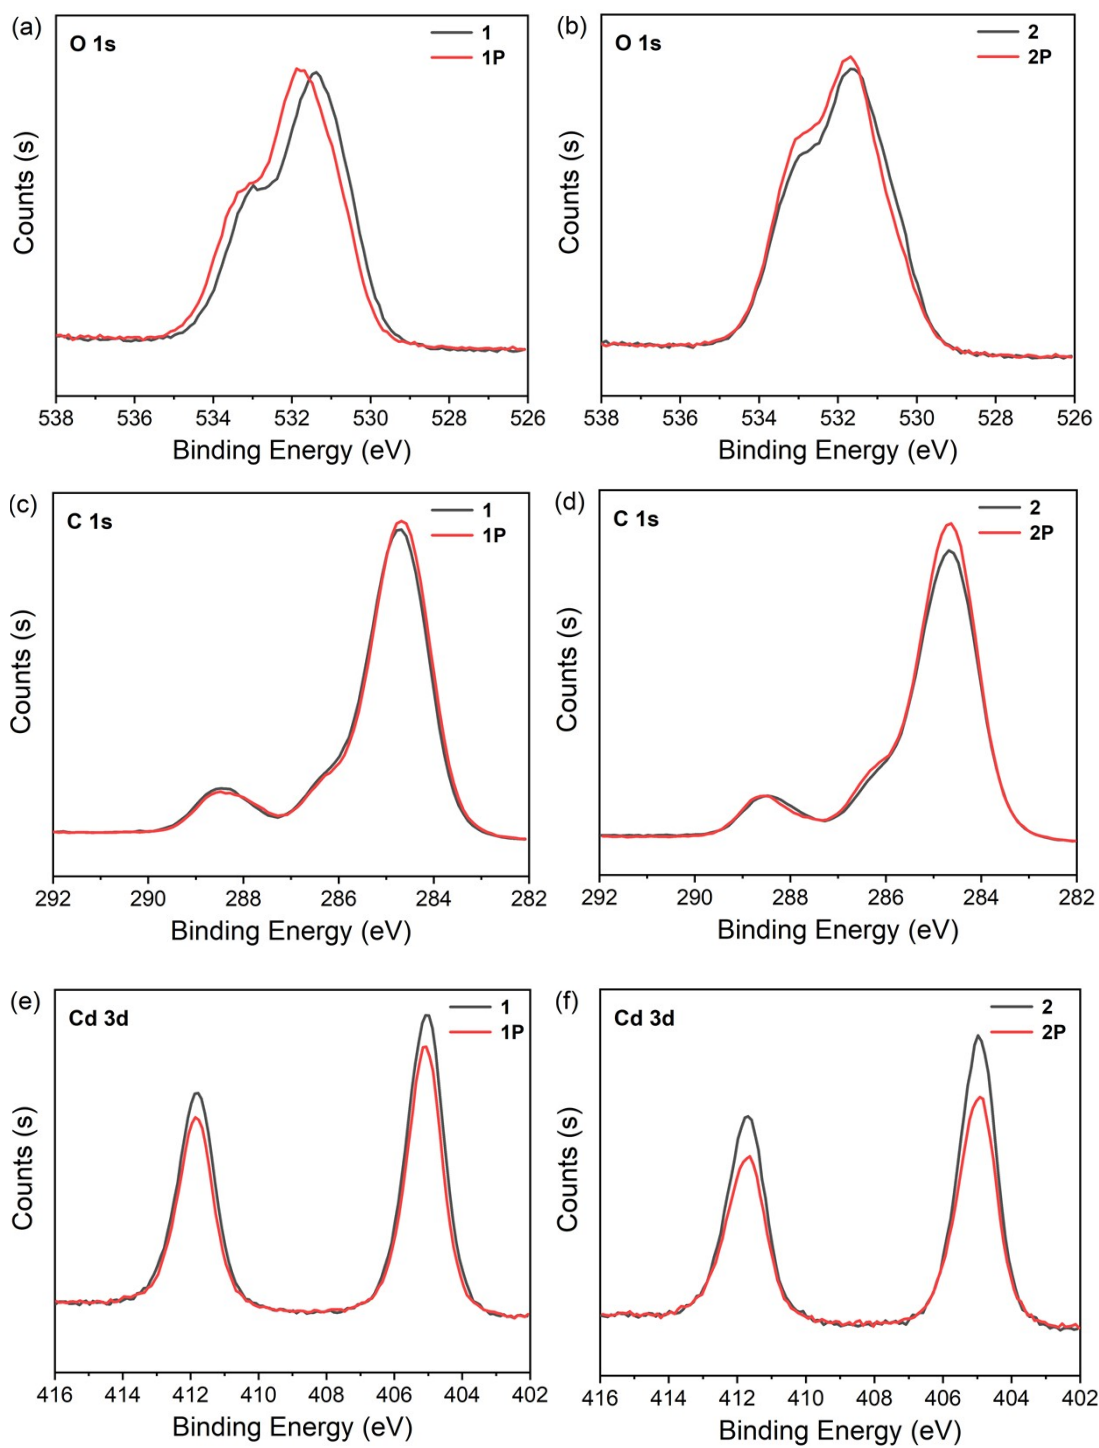 (a)
O 1s
1
1P
Counts (s)
538 536 534 532 530 528 526
Binding Energy (eV)
(b)
O 1s
2
2P
Counts (s)
538 536 534 532 530 528 526
Binding Energy (eV)
(c)
C 1s
1
1P
Counts (s)
292 290 288 286 284 282
Binding Energy (eV)
(d)
C 1s
2
2P
Counts (s)
292 290 288 286 284 282
Binding Energy (eV)
(e)
Cd 3d
1
1P
Counts (s)
416 414 412 410 408 406 404 402
Binding Energy (eV)
(f)
Cd 3d
2
2P
Counts (s)
416 414 412 410 408 406 404 402
Binding Energy (eV)